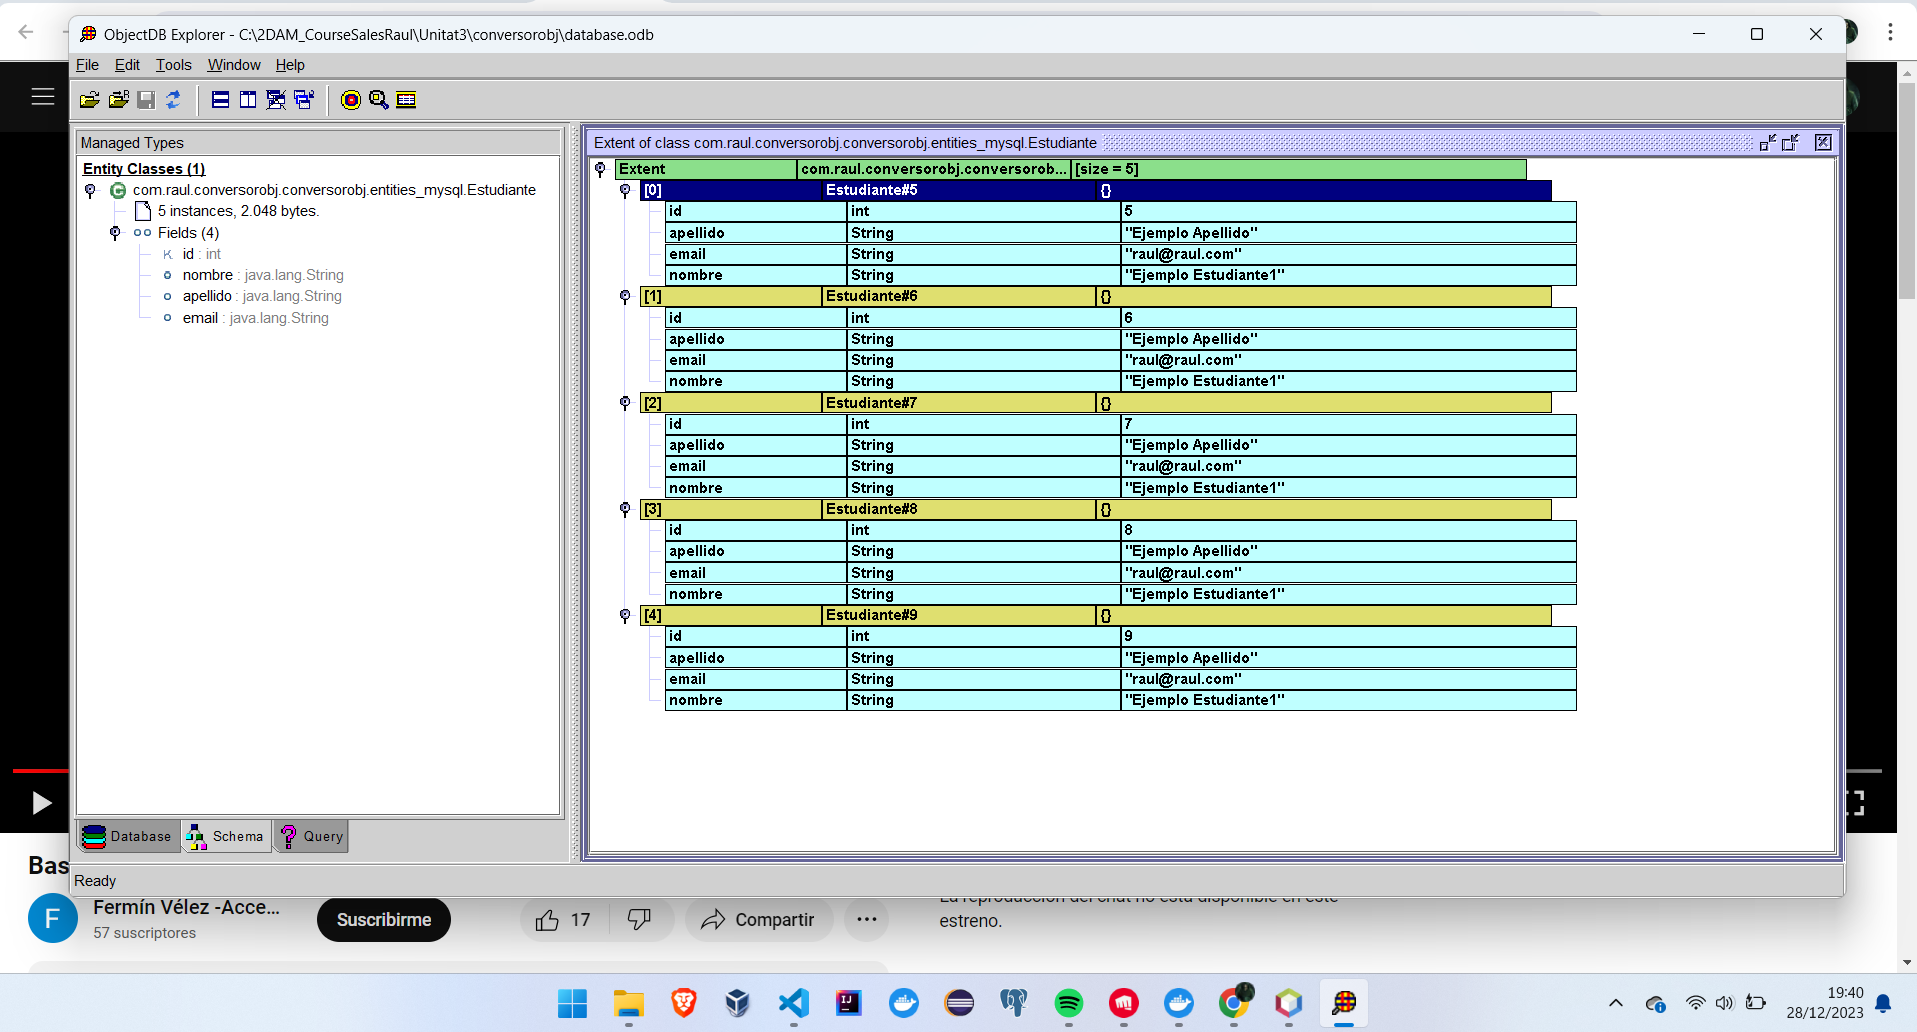 ObjectDB Explorer - C:\2DAM_CourseSalesRaul\Unitat3\conversorobj\database.odb
File Edit Tools Window Help
Managed Types
Entity Classes (1)
com.raul.conversorobj.conversorobj.entities_mysql.Estudiante
5 instances, 2.048 bytes.
Fields (4)
id : int
nombre : java.lang.String
apellido : java.lang.String
email : java.lang.String
Database Schema Query
Extent of class com.raul.conversorobj.conversorobj.entities_mysql.Estudiante
Extent com.raul.conversorobj.conversorob... [size = 5]
[0] Estudiante#5 {}
id int 5
apellido String "Ejemplo Apellido"
email String "raul@raul.com"
nombre String "Ejemplo Estudiante1"
[1] Estudiante#6 {}
id int 6
apellido String "Ejemplo Apellido"
email String "raul@raul.com"
nombre String "Ejemplo Estudiante1"
[2] Estudiante#7 {}
id int 7
apellido String "Ejemplo Apellido"
email String "raul@raul.com"
nombre String "Ejemplo Estudiante1"
[3] Estudiante#8 {}
id int 8
apellido String "Ejemplo Apellido"
email String "raul@raul.com"
nombre String "Ejemplo Estudiante1"
[4] Estudiante#9 {}
id int 9
apellido String "Ejemplo Apellido"
email String "raul@raul.com"
nombre String "Ejemplo Estudiante1"
Ready
Bas
F
Fermín Vélez -Acce...
57 suscriptores
Suscribirme
17
Compartir
La reproducción del chat no está disponible en este
estreno.
19:40
28/12/2023